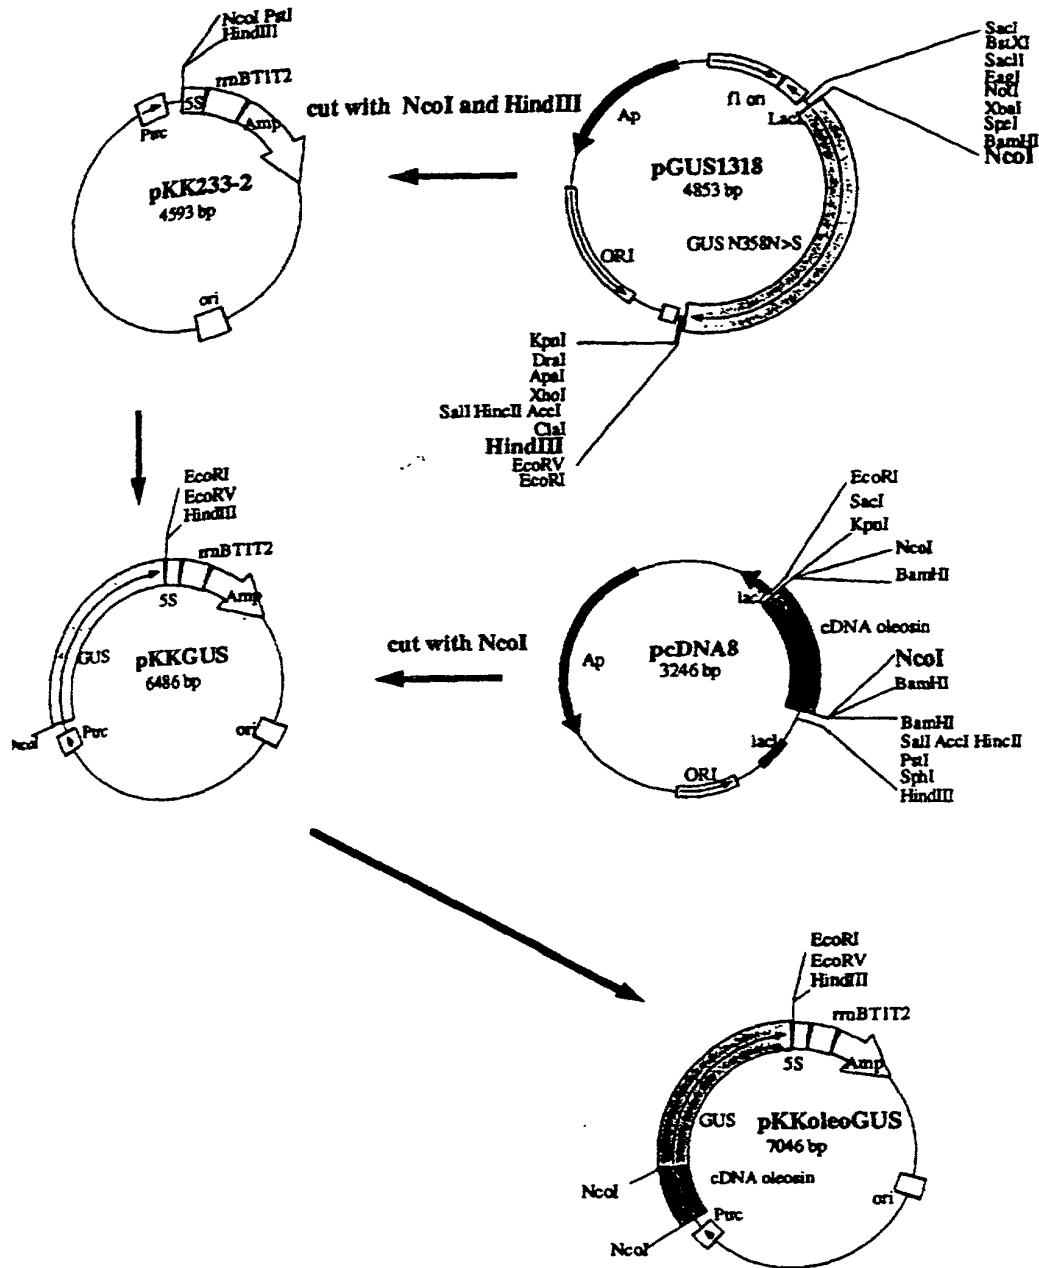 NcoI PstI
HindIII
rrnBT1T2
5S
Amp
Ptrc
pKK233-2
4593 bp
ori
cut with NcoI and HindIII
Ap
f1 ori
LacZ
pGUS1318
4853 bp
GUS N358N>S
ORI
SacI
BstXI
SacII
EagI
NotI
XbaI
SpeI
BamHI
NcoI
KpnI
DraI
ApaI
XhoI
SalI HincII AccI
ClaI
HindIII
EcoRV
EcoRI
EcoRI
EcoRV
HindIII
rrnBT1T2
5S
Amp
GUS
pKKGUS
6486 bp
NcoI
Ptrc
ori
cut with NcoI
EcoRI
SacI
KpnI
NcoI
BamHI
lac
cDNA oleosin
Ap
pcDNA8
3246 bp
NcoI
BamHI
BamHI
SalI AccI HincII
PstI
SphI
HindIII
lacI
ORI
EcoRI
EcoRV
HindIII
rrnBT1T2
5S
Amp
GUS
pKKoleoGUS
7046 bp
cDNA oleosin
NcoI
ori
Ptrc
NcoI